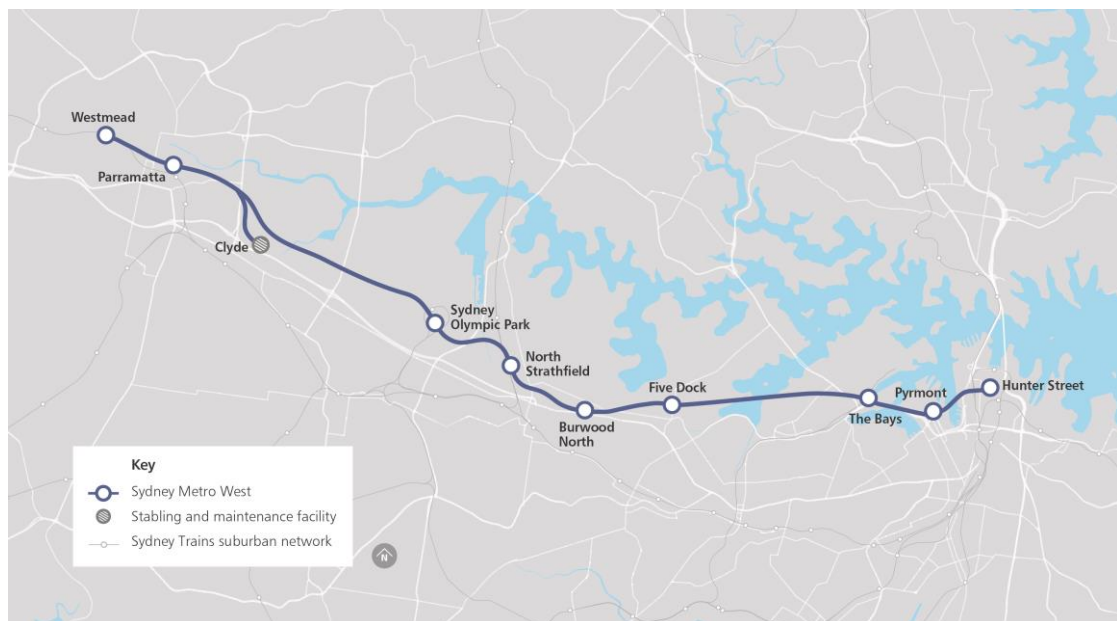 Westmead
Parramatta
Clyde
Sydney
Olympic Park
North
Strathfield
Burwood
North
Five Dock
The Bays
Pyrmont
Hunter Street
Key
Sydney Metro West
Stabling and maintenance facility
Sydney Trains suburban network
N